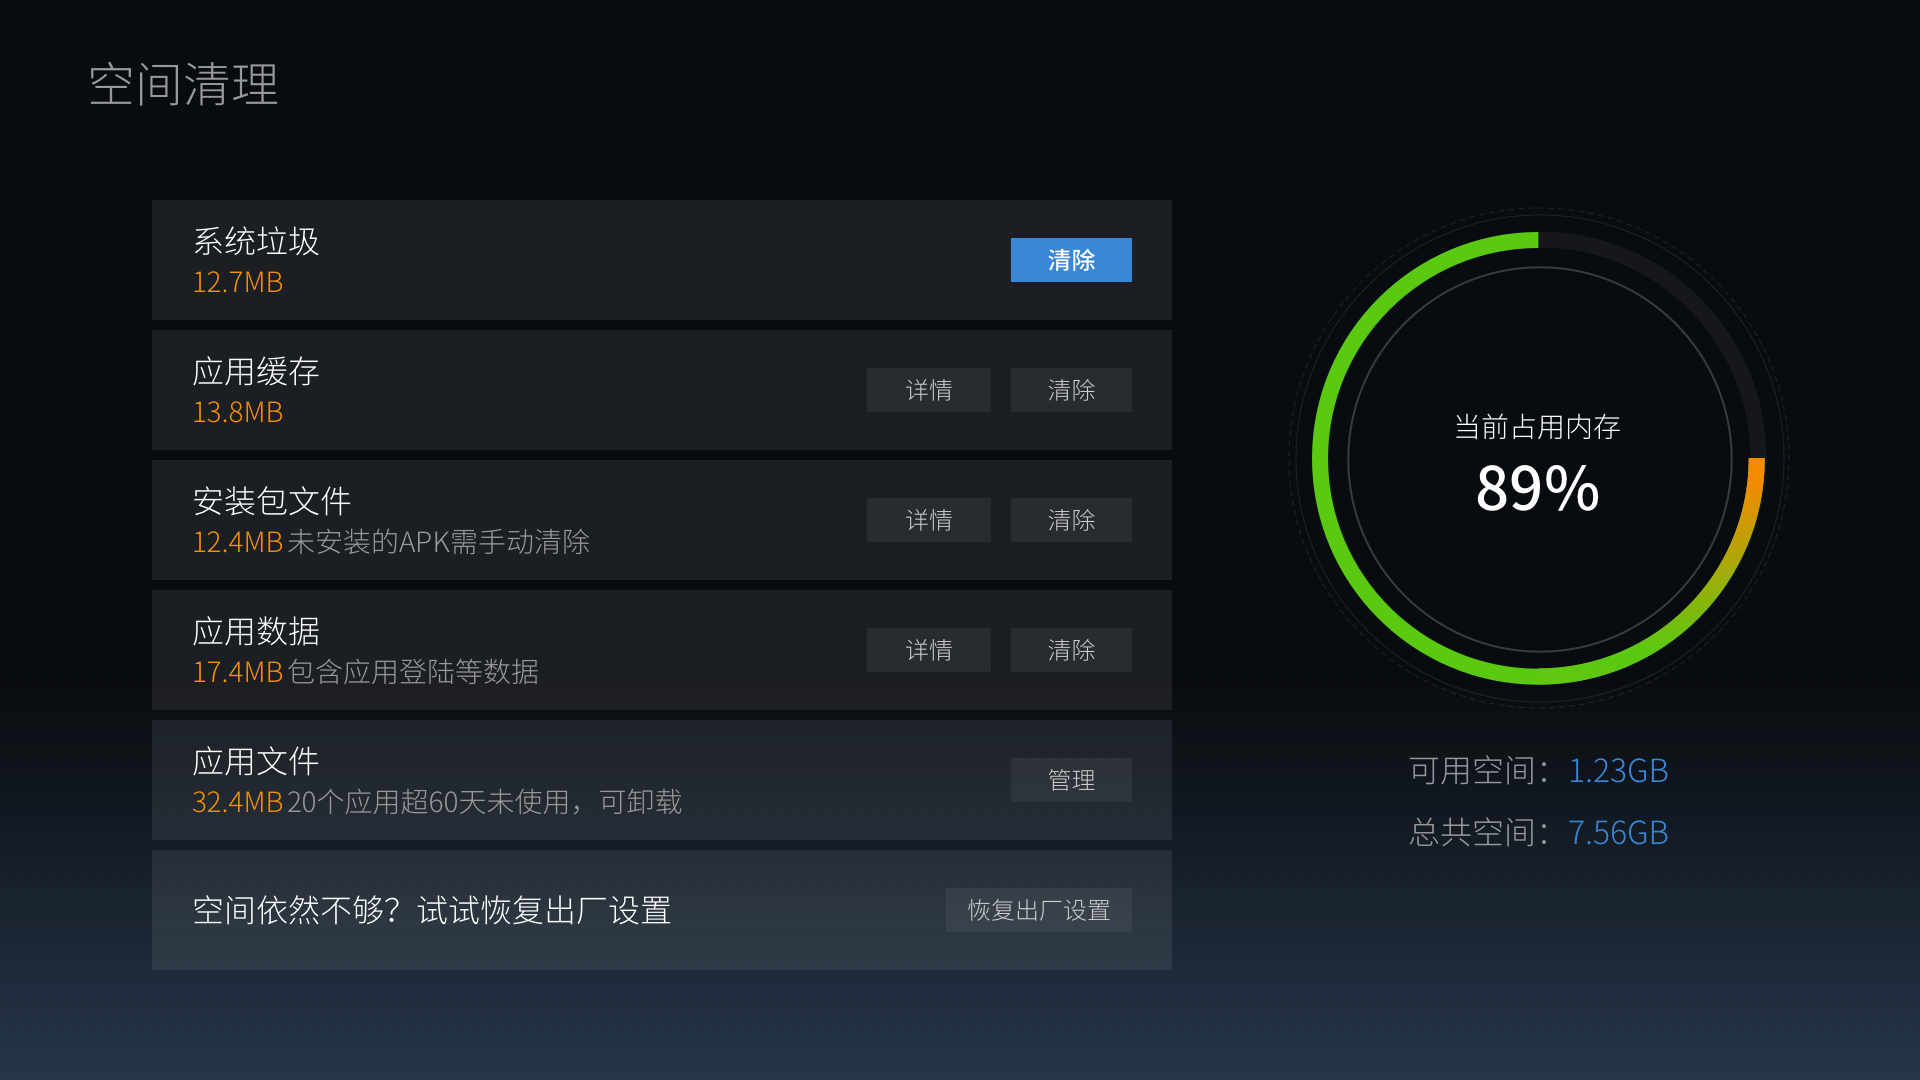 空间清理
系统垃圾
12.7MB
清除
应用缓存
13.8MB
详情
清除
安装包文件
12.4MB 未安装的APK需手动清除
详情
清除
应用数据
17.4MB 包含应用登陆等数据
详情
清除
应用文件
32.4MB 20个应用超60天未使用，可卸载
管理
空间依然不够？试试恢复出厂设置
恢复出厂设置
当前占用内存
89%
可用空间：1.23GB
总共空间：7.56GB